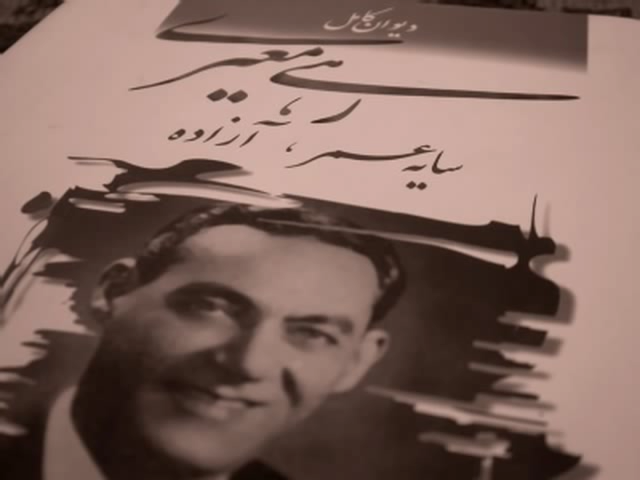 دیوان کامل
رهی معیری
سایه عمر، آزاده